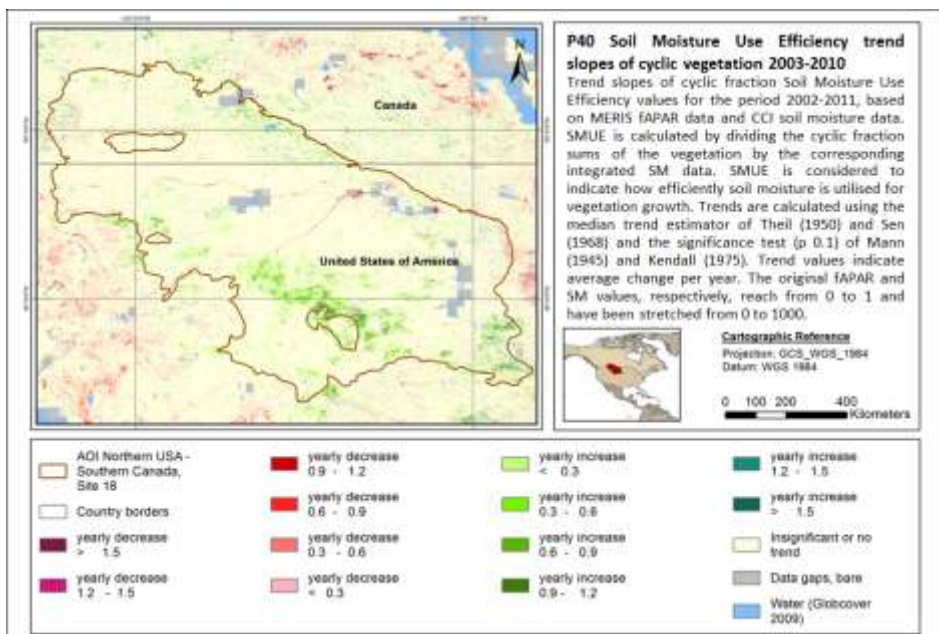 Canada
United States of America
N
P40 Soil Moisture Use Efficiency trend
slopes of cyclic vegetation 2003-2010
Trend slopes of cyclic fraction Soil Moisture Use
Efficiency values for the period 2002-2011, based
on MERIS fAPAR data and CCI soil moisture data.
SMUE is calculated by dividing the cyclic fraction
sums of the vegetation by the corresponding
integrated SM data. SMUE is considered to
indicate how efficiently soil moisture is utilised for
vegetation growth. Trends are calculated using the
median trend estimator of Theil (1950) and Sen
(1968) and the significance test (p 0.1) of Mann
(1945) and Kendall (1975). Trend values indicate
average change per year. The original fAPAR and
SM values, respectively, reach from 0 to 1 and
have been stretched from 0 to 1000.
Cartographic Reference
Projection: GCS_WGS_1984
Datum: WGS 1984
0 100 200 400
Kilometers
AOI Northern USA -
Southern Canada,
Site 18
Country borders
yearly decrease
> 1.5
yearly decrease
1.2 - 1.5
yearly decrease
0.9 - 1.2
yearly decrease
0.6 - 0.9
yearly decrease
0.3 - 0.6
yearly decrease
< 0.3
yearly increase
< 0.3
yearly increase
0.3 - 0.6
yearly increase
0.6 - 0.9
yearly increase
0.9 - 1.2
yearly increase
1.2 - 1.5
yearly increase
> 1.5
Insignificant or no
trend
Data gaps, bare
Water (Globcover
2009)